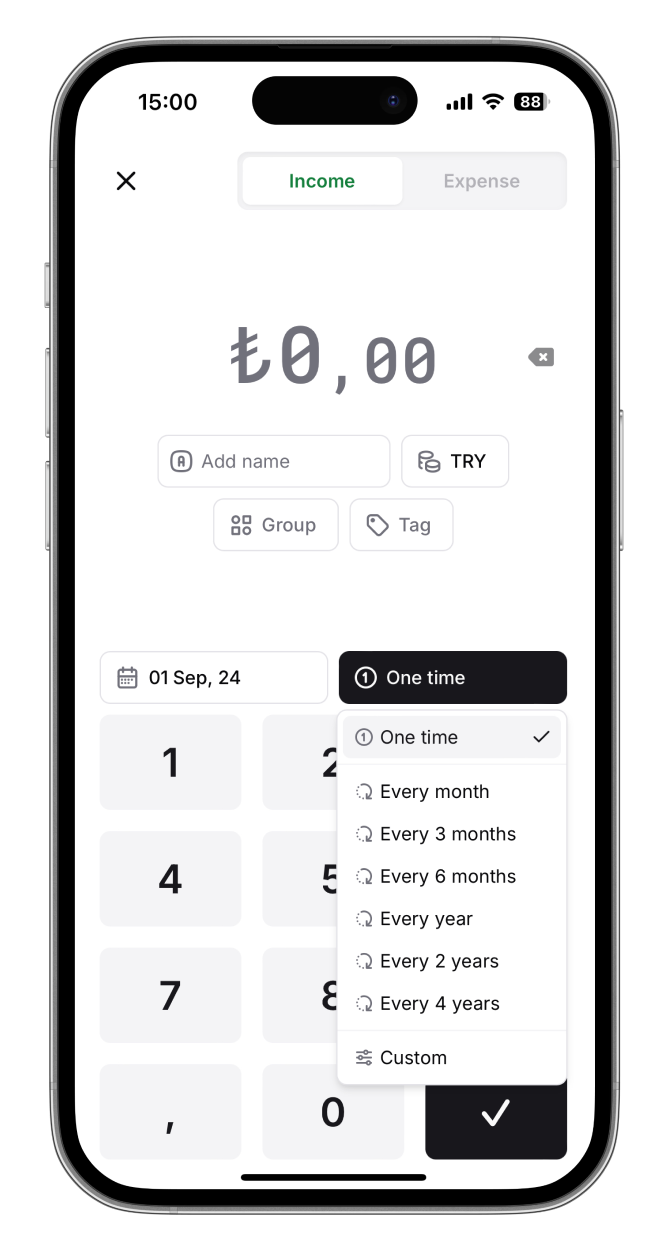 15:00 88
Income Expense
₺0,00
Add name TRY
Group Tag
01 Sep, 24 One time
One time
Every month
Every 3 months
Every 6 months
Every year
Every 2 years
Every 4 years
Custom
1 2
4 5
7 8
, 0